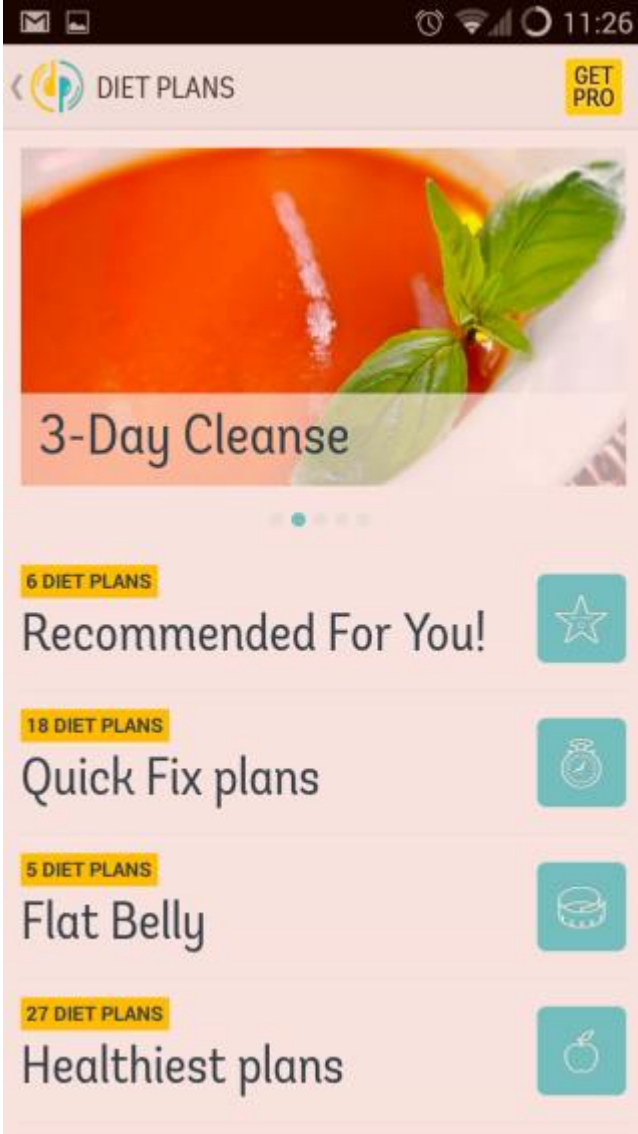 11:26
DIET PLANS
GET
PRO
3-Day Cleanse
6 DIET PLANS
Recommended For You!
18 DIET PLANS
Quick Fix plans
5 DIET PLANS
Flat Belly
27 DIET PLANS
Healthiest plans